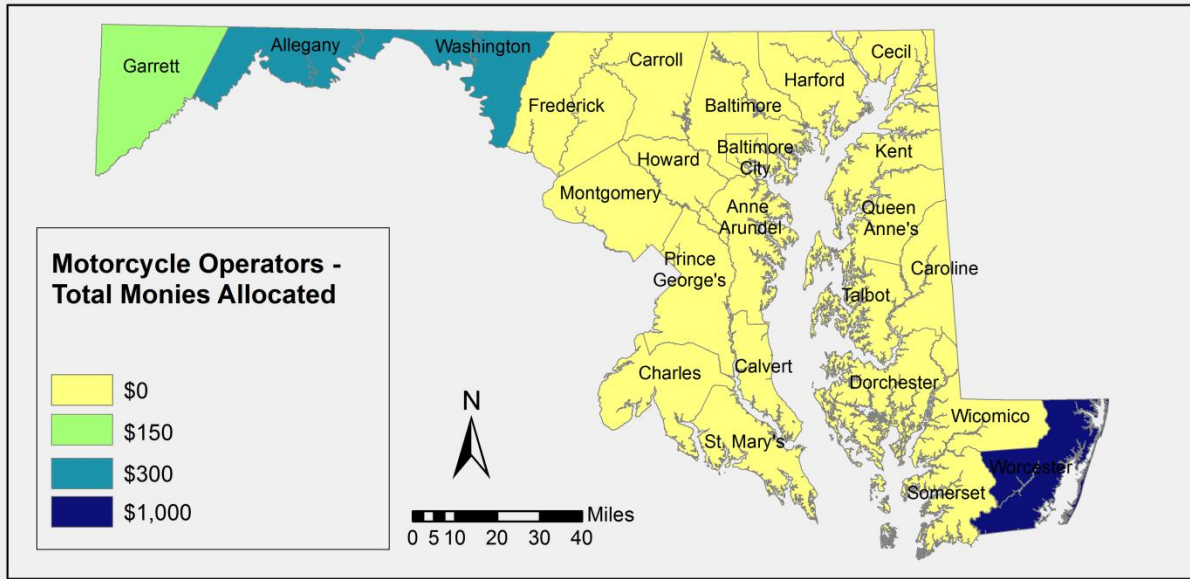 Garrett
Allegany
Washington
Frederick
Carroll
Baltimore
Harford
Cecil
Baltimore
City
Howard
Montgomery
Kent
Anne
Arundel
Queen
Anne's
Prince
George's
Caroline
Talbot
Charles
Calvert
Dorchester
St. Mary's
Wicomico
Worcester
Somerset
Motorcycle Operators -
Total Monies Allocated
$0
$150
$300
$1,000
N
Miles
0 5 10 20 30 40